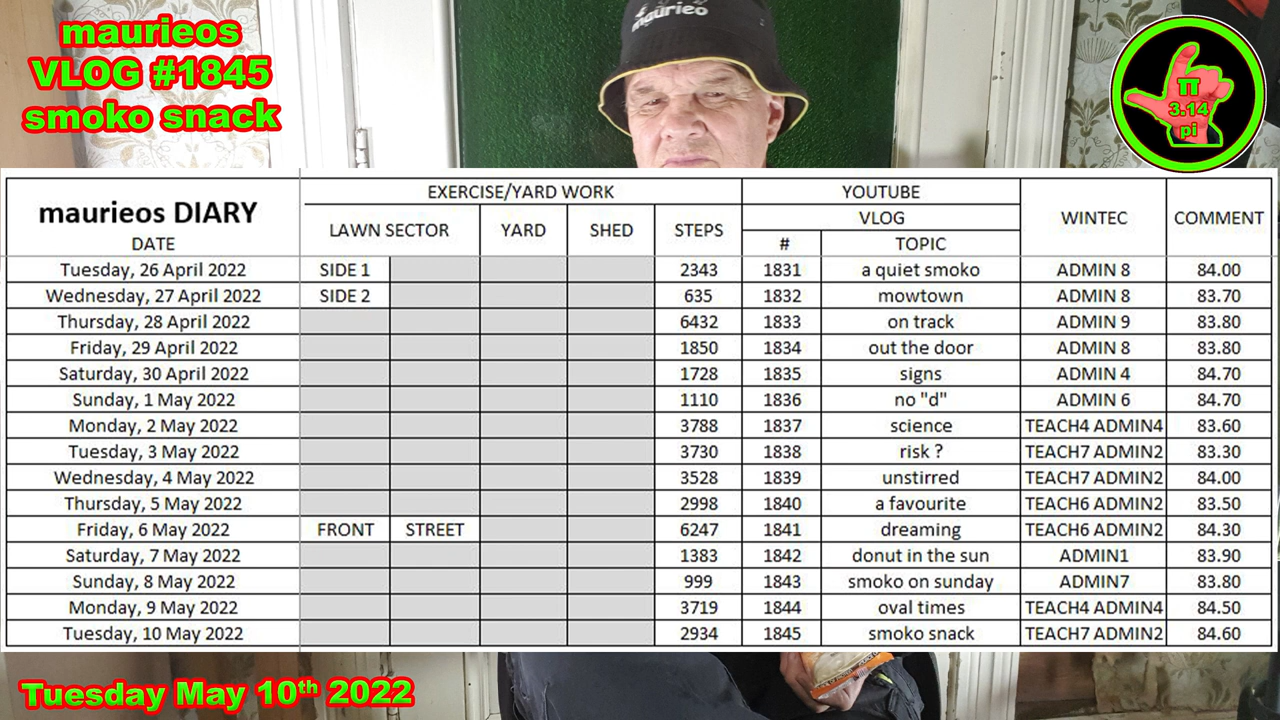 maurieo
maurieos
VLOG #1845
smoko snack
π
3.14
pi
maurieos DIARY
DATE
EXERCISE/YARD WORK
YOUTUBE
WINTEC
COMMENT
LAWN SECTOR
YARD
SHED
STEPS
VLOG
#
TOPIC
Tuesday, 26 April 2022 SIDE 1 2343 1831 a quiet smoko ADMIN 8 84.00
Wednesday, 27 April 2022 SIDE 2 635 1832 mowtown ADMIN 8 83.70
Thursday, 28 April 2022 6432 1833 on track ADMIN 9 83.80
Friday, 29 April 2022 1850 1834 out the door ADMIN 8 83.80
Saturday, 30 April 2022 1728 1835 signs ADMIN 4 84.70
Sunday, 1 May 2022 1110 1836 no "d" ADMIN 6 84.70
Monday, 2 May 2022 3788 1837 science TEACH4 ADMIN4 83.60
Tuesday, 3 May 2022 3730 1838 risk ? TEACH7 ADMIN2 83.30
Wednesday, 4 May 2022 3528 1839 unstirred TEACH7 ADMIN2 84.00
Thursday, 5 May 2022 2998 1840 a favourite TEACH6 ADMIN2 83.50
Friday, 6 May 2022 FRONT STREET 6247 1841 dreaming TEACH6 ADMIN2 84.30
Saturday, 7 May 2022 1383 1842 donut in the sun ADMIN1 83.90
Sunday, 8 May 2022 999 1843 smoko on sunday ADMIN7 83.80
Monday, 9 May 2022 3719 1844 oval times TEACH4 ADMIN4 84.50
Tuesday, 10 May 2022 2934 1845 smoko snack TEACH7 ADMIN2 84.60
Tuesday May 10th 2022